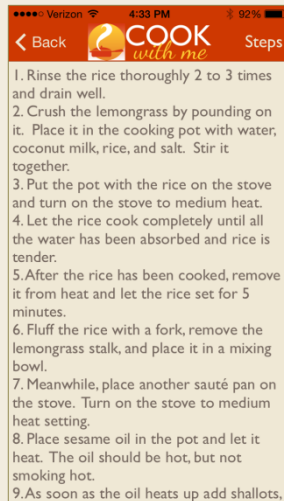 Verizon 4:33 PM 92%
Back COOK Steps
with me
1. Rinse the rice thoroughly 2 to 3 times
and drain well.
2. Crush the lemongrass by pounding on
it. Place it in the cooking pot with water,
coconut milk, rice, and salt. Stir it
together.
3. Put the pot with the rice on the stove
and turn on the stove to medium heat.
4. Let the rice cook completely until all
the water has been absorbed and rice is
tender.
5. After the rice has been cooked, remove
it from heat and let the rice set for 5
minutes.
6. Fluff the rice with a fork, remove the
lemongrass stalk, and place it in a mixing
bowl.
7. Meanwhile, place another sauté pan on
the stove. Turn on the stove to medium
heat setting.
8. Place sesame oil in the pot and let it
heat. The oil should be hot, but not
smoking hot.
9. As soon as the oil heats up add shallots,